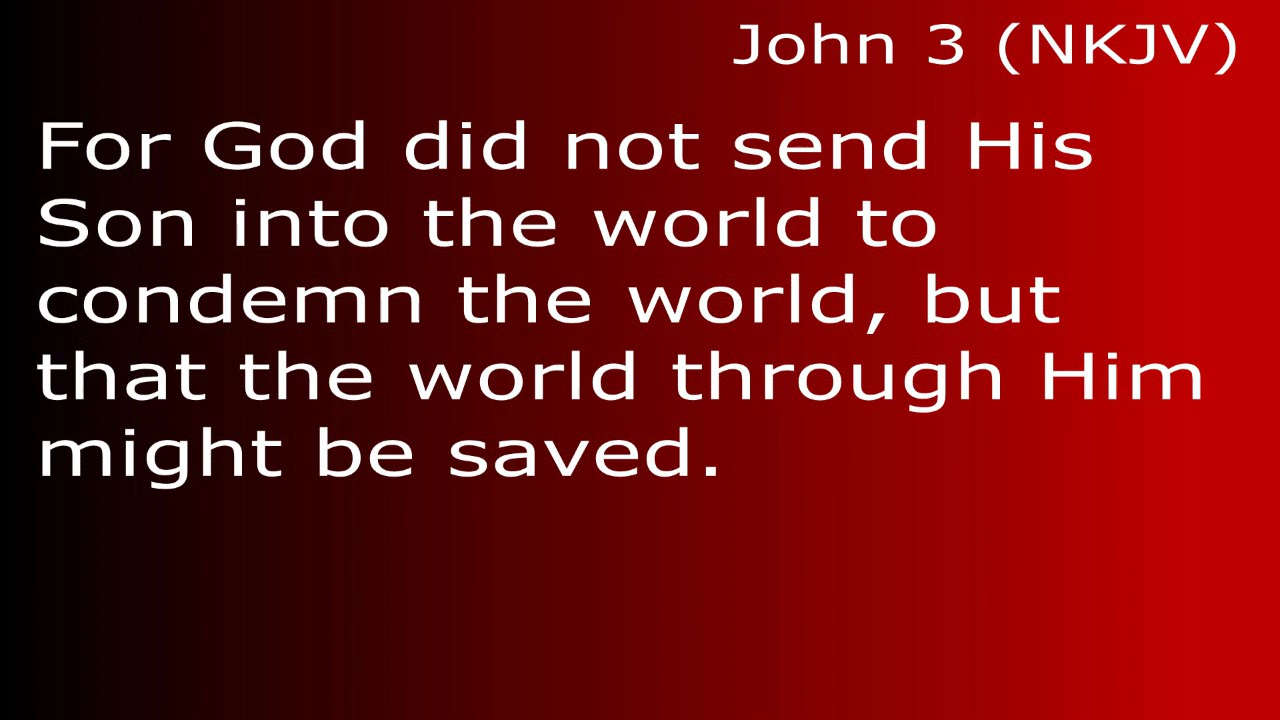 John 3 (NKJV)
For God did not send His
Son into the world to
condemn the world, but
that the world through Him
might be saved.